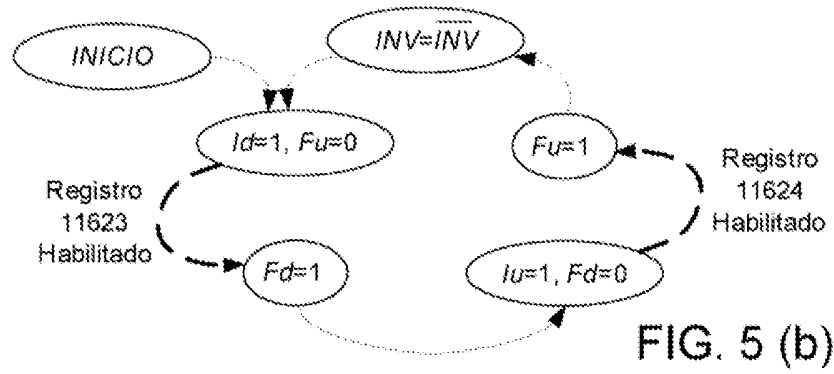 INICIO
INV=I̅N̅V̅
Id=1, Fu=0
Fu=1
Registro
11623
Habilitado
Registro
11624
Habilitado
Fd=1
Iu=1, Fd=0
FIG. 5 (b)